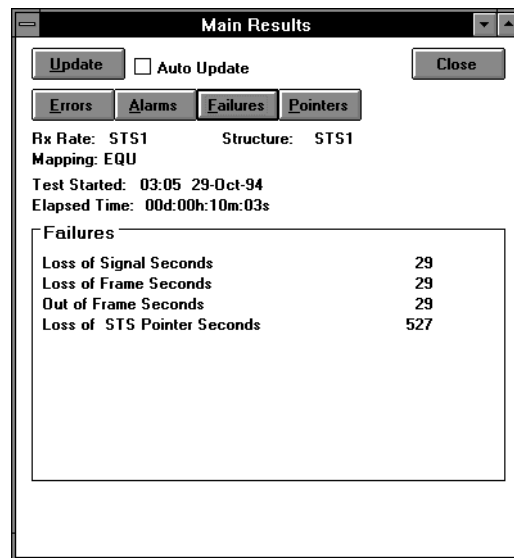 Main Results
Update Auto Update Close
Errors Alarms Failures Pointers
Rx Rate: STS1 Structure: STS1
Mapping: EQU
Test Started: 03:05 29-Oct-94
Elapsed Time: 00d:00h:10m:03s
Failures
Loss of Signal Seconds 29
Loss of Frame Seconds 29
Out of Frame Seconds 29
Loss of STS Pointer Seconds 527